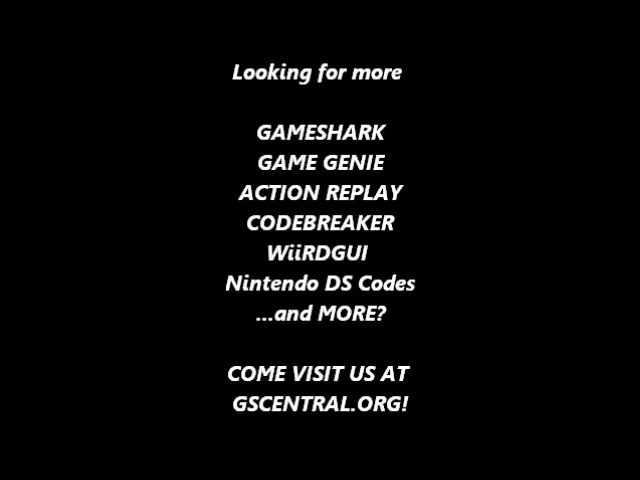 Looking for more
GAMESHARK
GAME GENIE
ACTION REPLAY
CODEBREAKER
WiiRDGUI
Nintendo DS Codes
...and MORE?
COME VISIT US AT
GSCENTRAL.ORG!